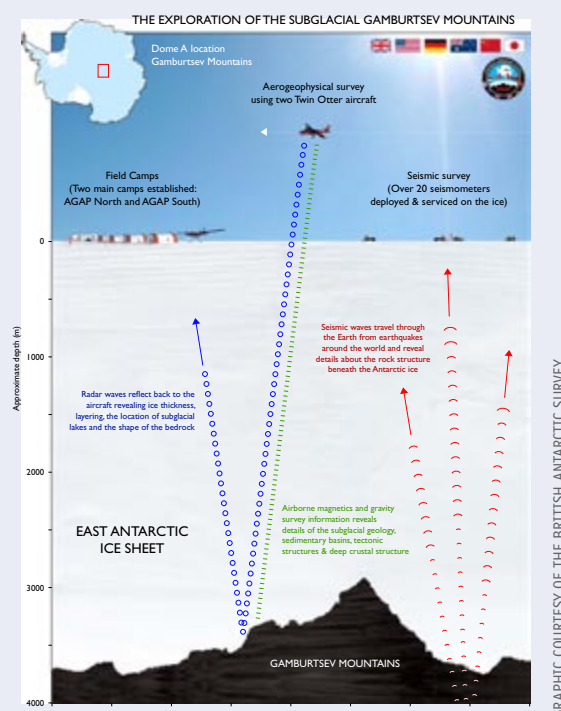 THE EXPLORATION OF THE SUBGLACIAL GAMBURTSEV MOUNTAINS
Dome A location
Gamburtsev Mountains
Aerogeophysical survey
using two Twin Otter aircraft
Field Camps
(Two main camps established:
AGAP North and AGAP South)
Seismic survey
(Over 20 seismometers
deployed & serviced on the ice)
0
Seismic waves travel through
the Earth from earthquakes
around the world and reveal
details about the rock structure
beneath the Antarctic ice
1000
Approximate depth (m)
Radar waves reflect back to the
aircraft revealing ice thickness,
layering, the location of subglacial
lakes and the shape of the bedrock
2000
Airborne magnetics and gravity
survey information reveals
details of the subglacial geology,
sedimentary basins, tectonic
structures & deep crustal structure
EAST ANTARCTIC
ICE SHEET
3000
GAMBURTSEV MOUNTAINS
4000
GRAPHIC COURTESY OF THE BRITISH ANTARCTIC SURVEY